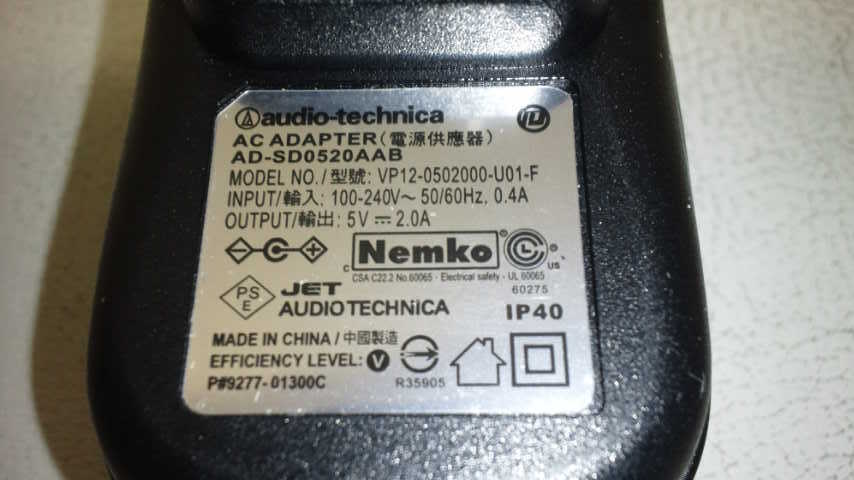 audio-technica
AC ADAPTER(電源供應器)
AD-SD0520AAB
MODEL NO./型號: VP12-0502000-U01-F
INPUT/輸入: 100-240V~ 50/60Hz, 0.4A
OUTPUT/輸出: 5V⎓2.0A
Nemko
C US
CSA C22.2 No.60065 · Electrical safety · UL 60065
60275
PSE
JET
AUDIO TECHNICA
IP40
MADE IN CHINA / 中國製造
EFFICIENCY LEVEL: V
R35905
P#9277-01300C